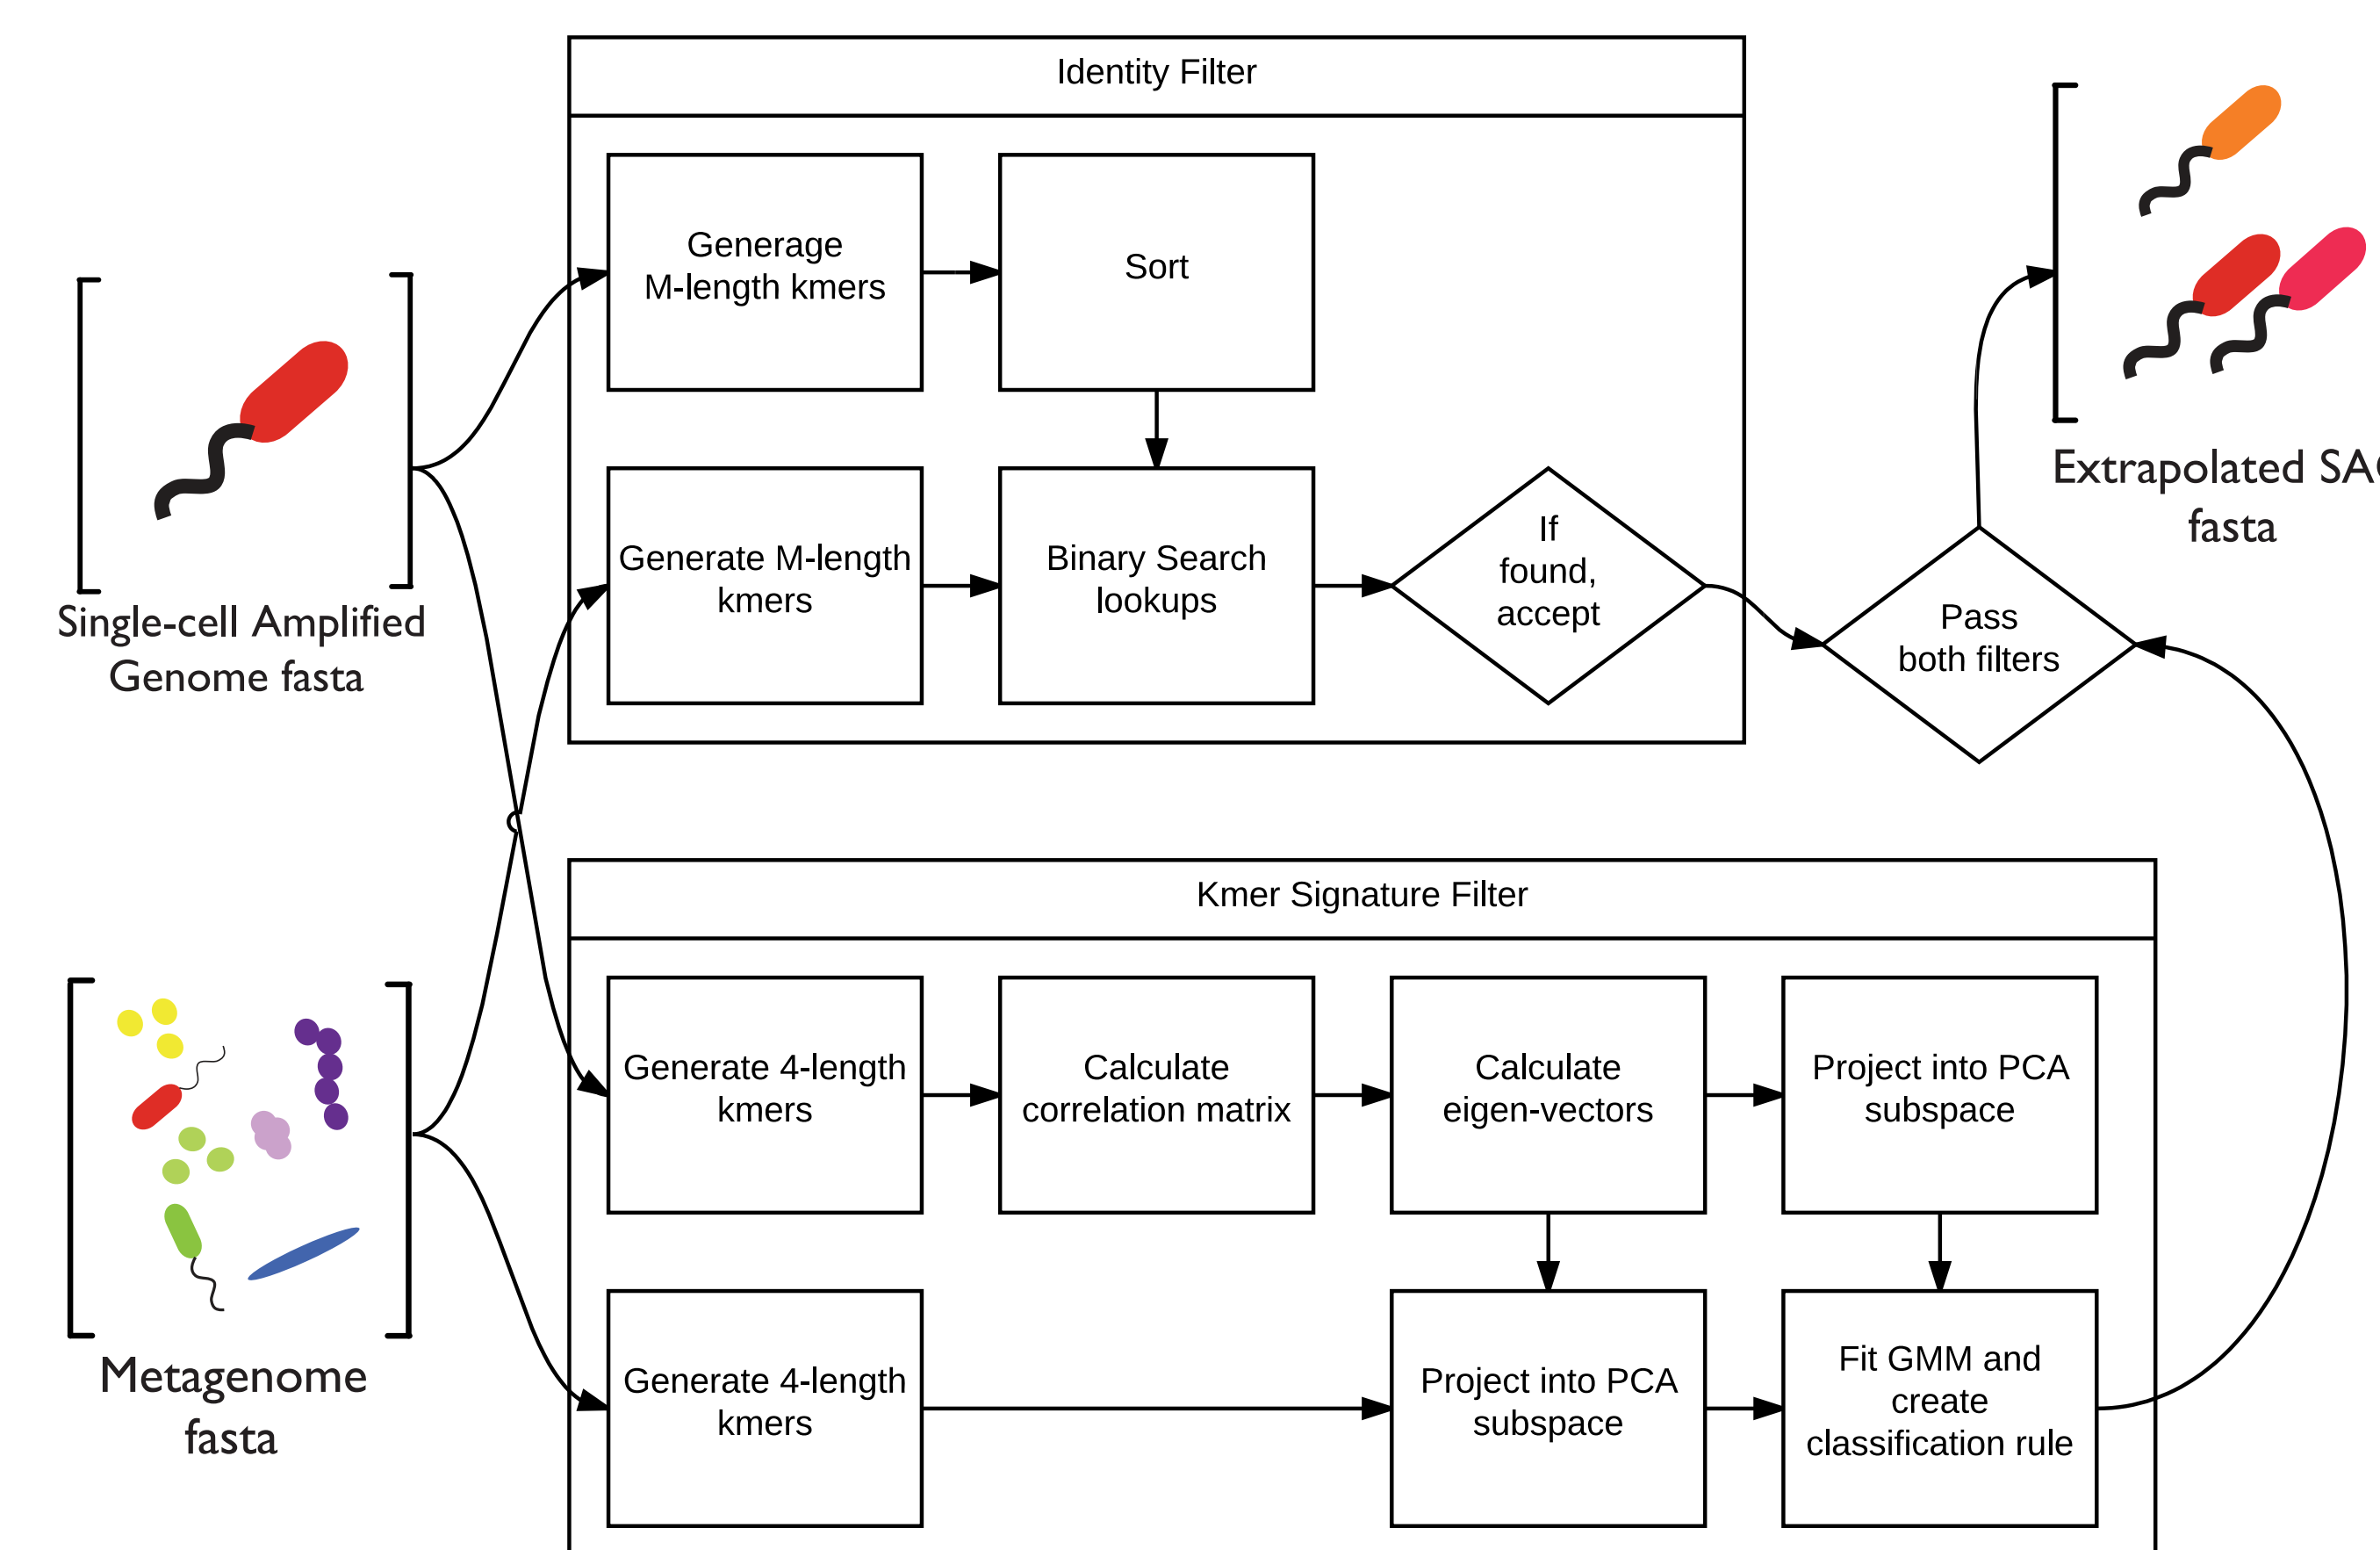 Identity Filter
Generage
M-length kmers
Sort
Generate M-length
kmers
Binary Search
lookups
If
found,
accept
Pass
both filters
Extrapolated
fasta
Single-cell Amplified
Genome fasta
Kmer Signature Filter
Generate 4-length
kmers
Calculate
correlation matrix
Calculate
eigen-vectors
Project into PCA
subspace
Generate 4-length
kmers
Project into PCA
subspace
Fit GMM and
create
classification rule
Metagenome
fasta